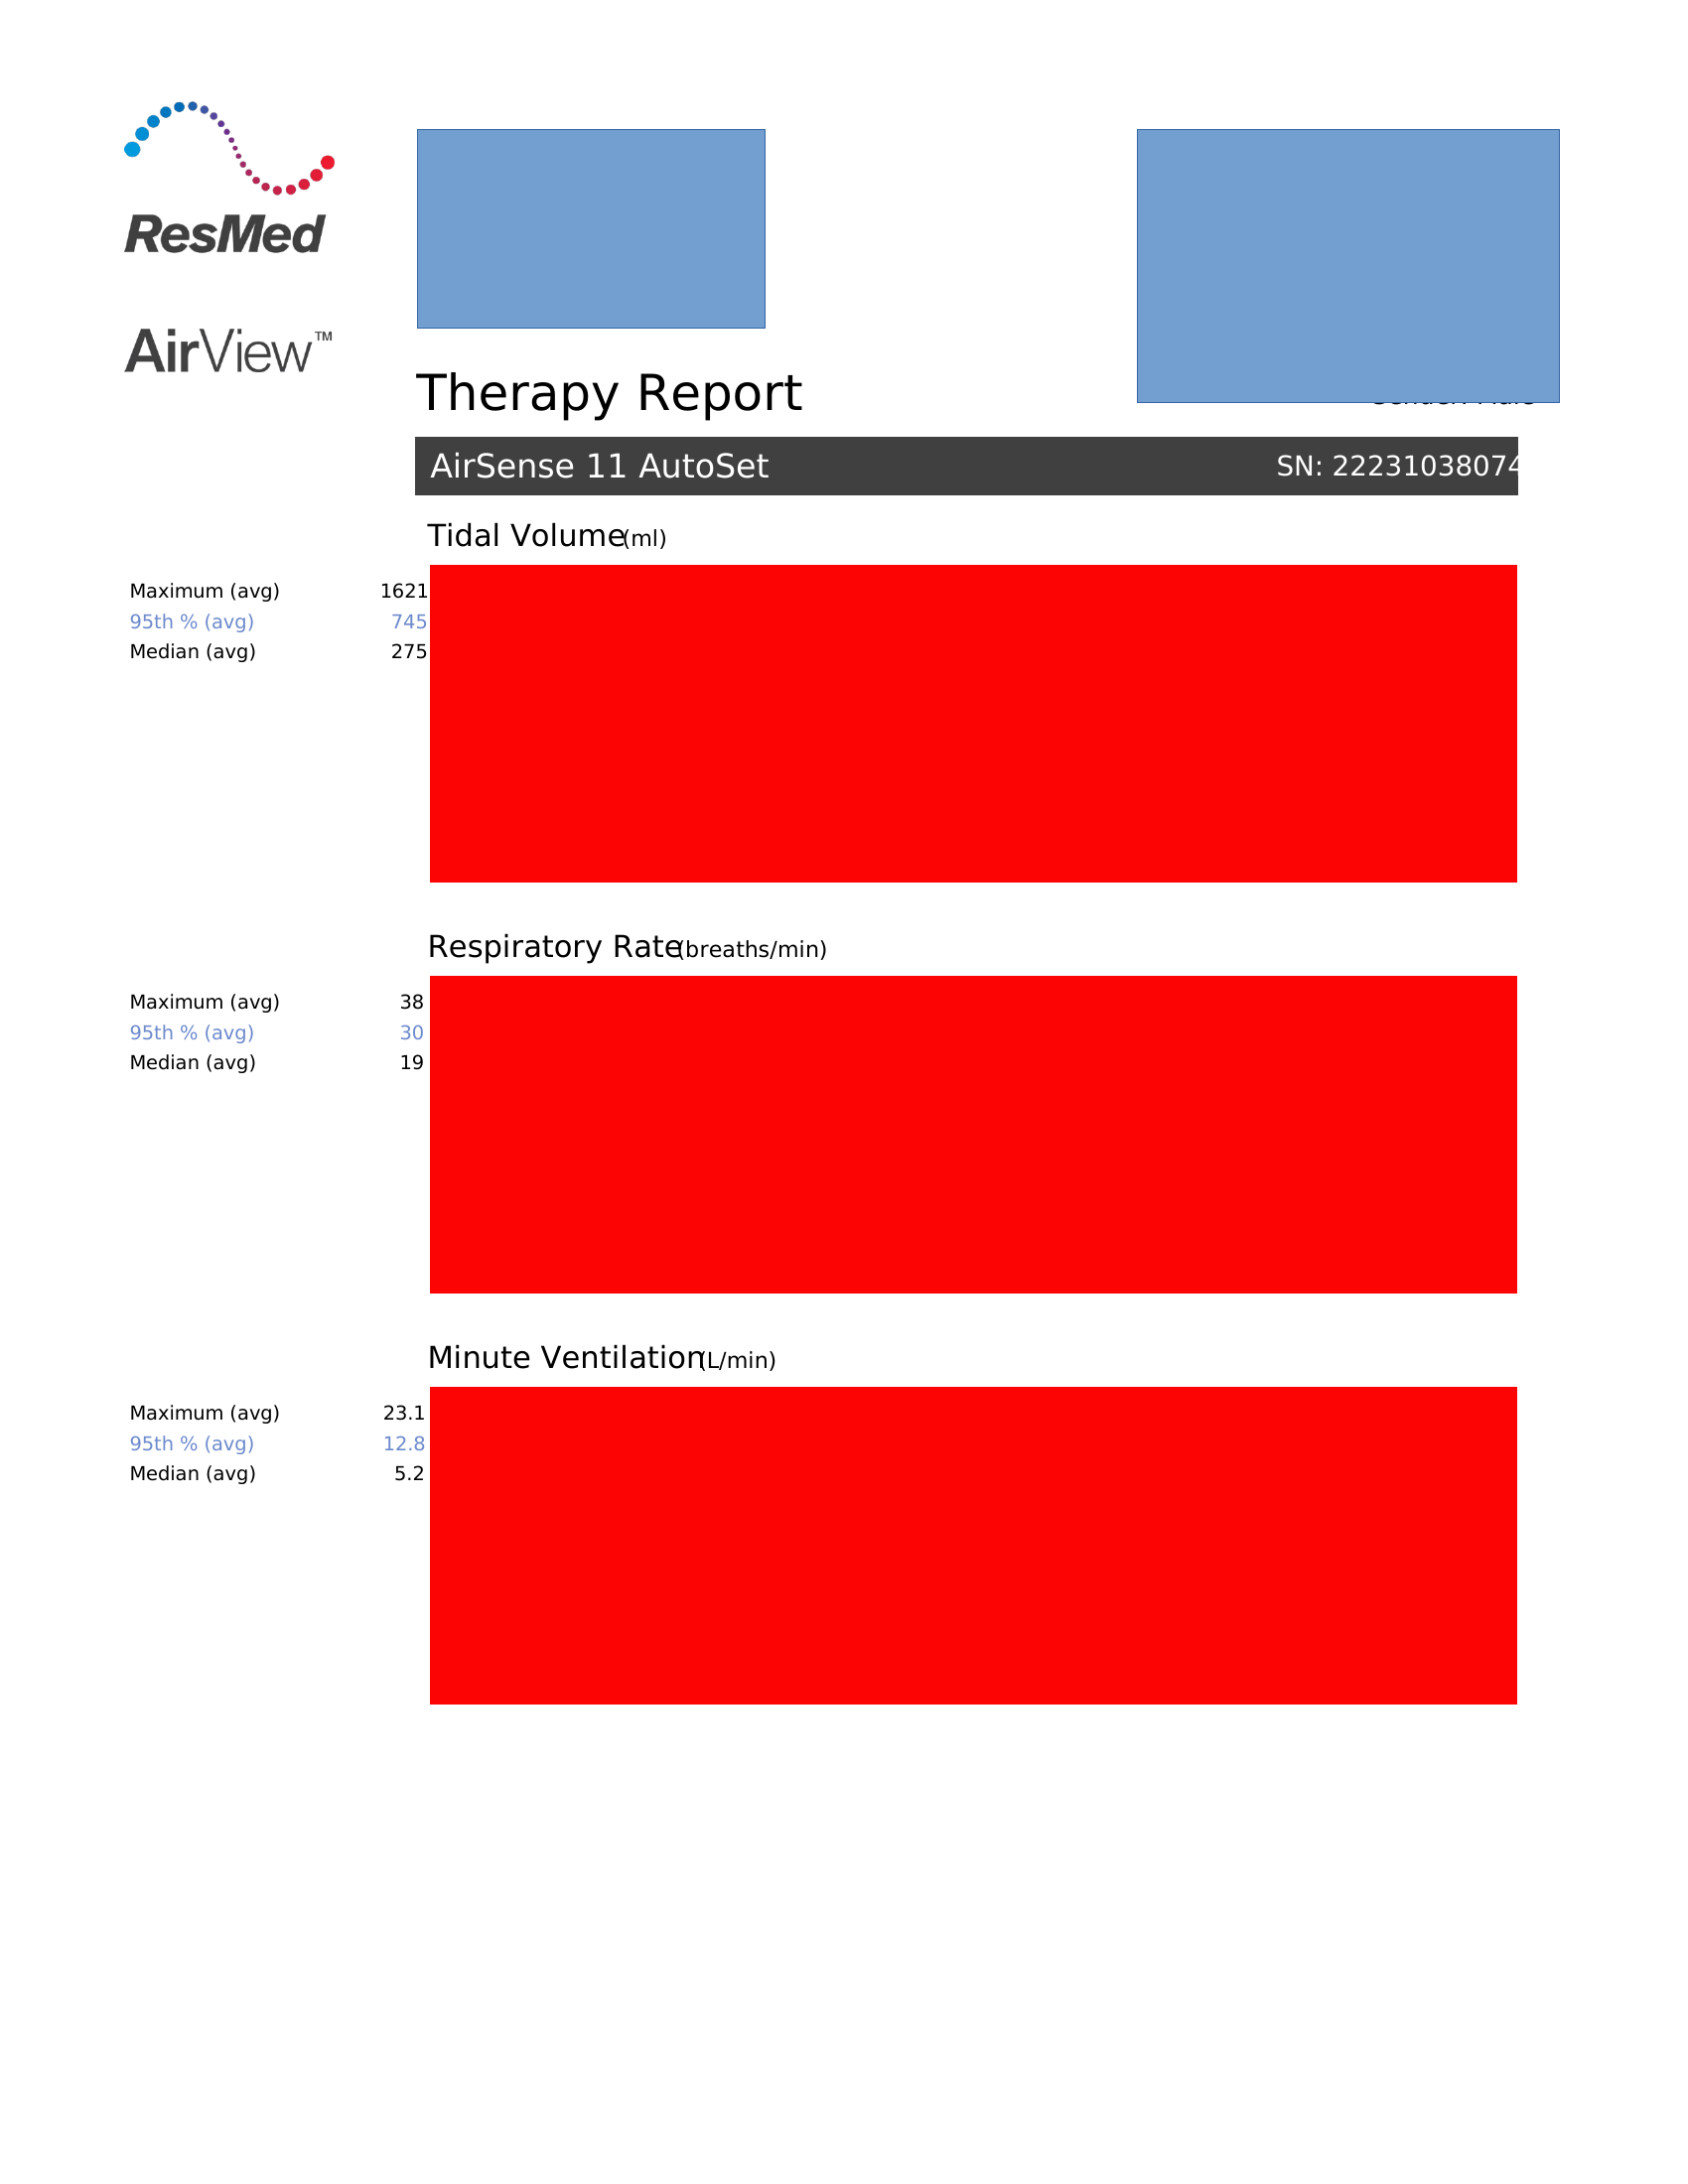 ResMed
AirView™
Therapy Report
AirSense 11 AutoSet
SN: 22231038074
Tidal Volume (ml)
Maximum (avg) 1621
95th % (avg) 745
Median (avg) 275
Respiratory Rate (breaths/min)
Maximum (avg) 38
95th % (avg) 30
Median (avg) 19
Minute Ventilation (L/min)
Maximum (avg) 23.1
95th % (avg) 12.8
Median (avg) 5.2